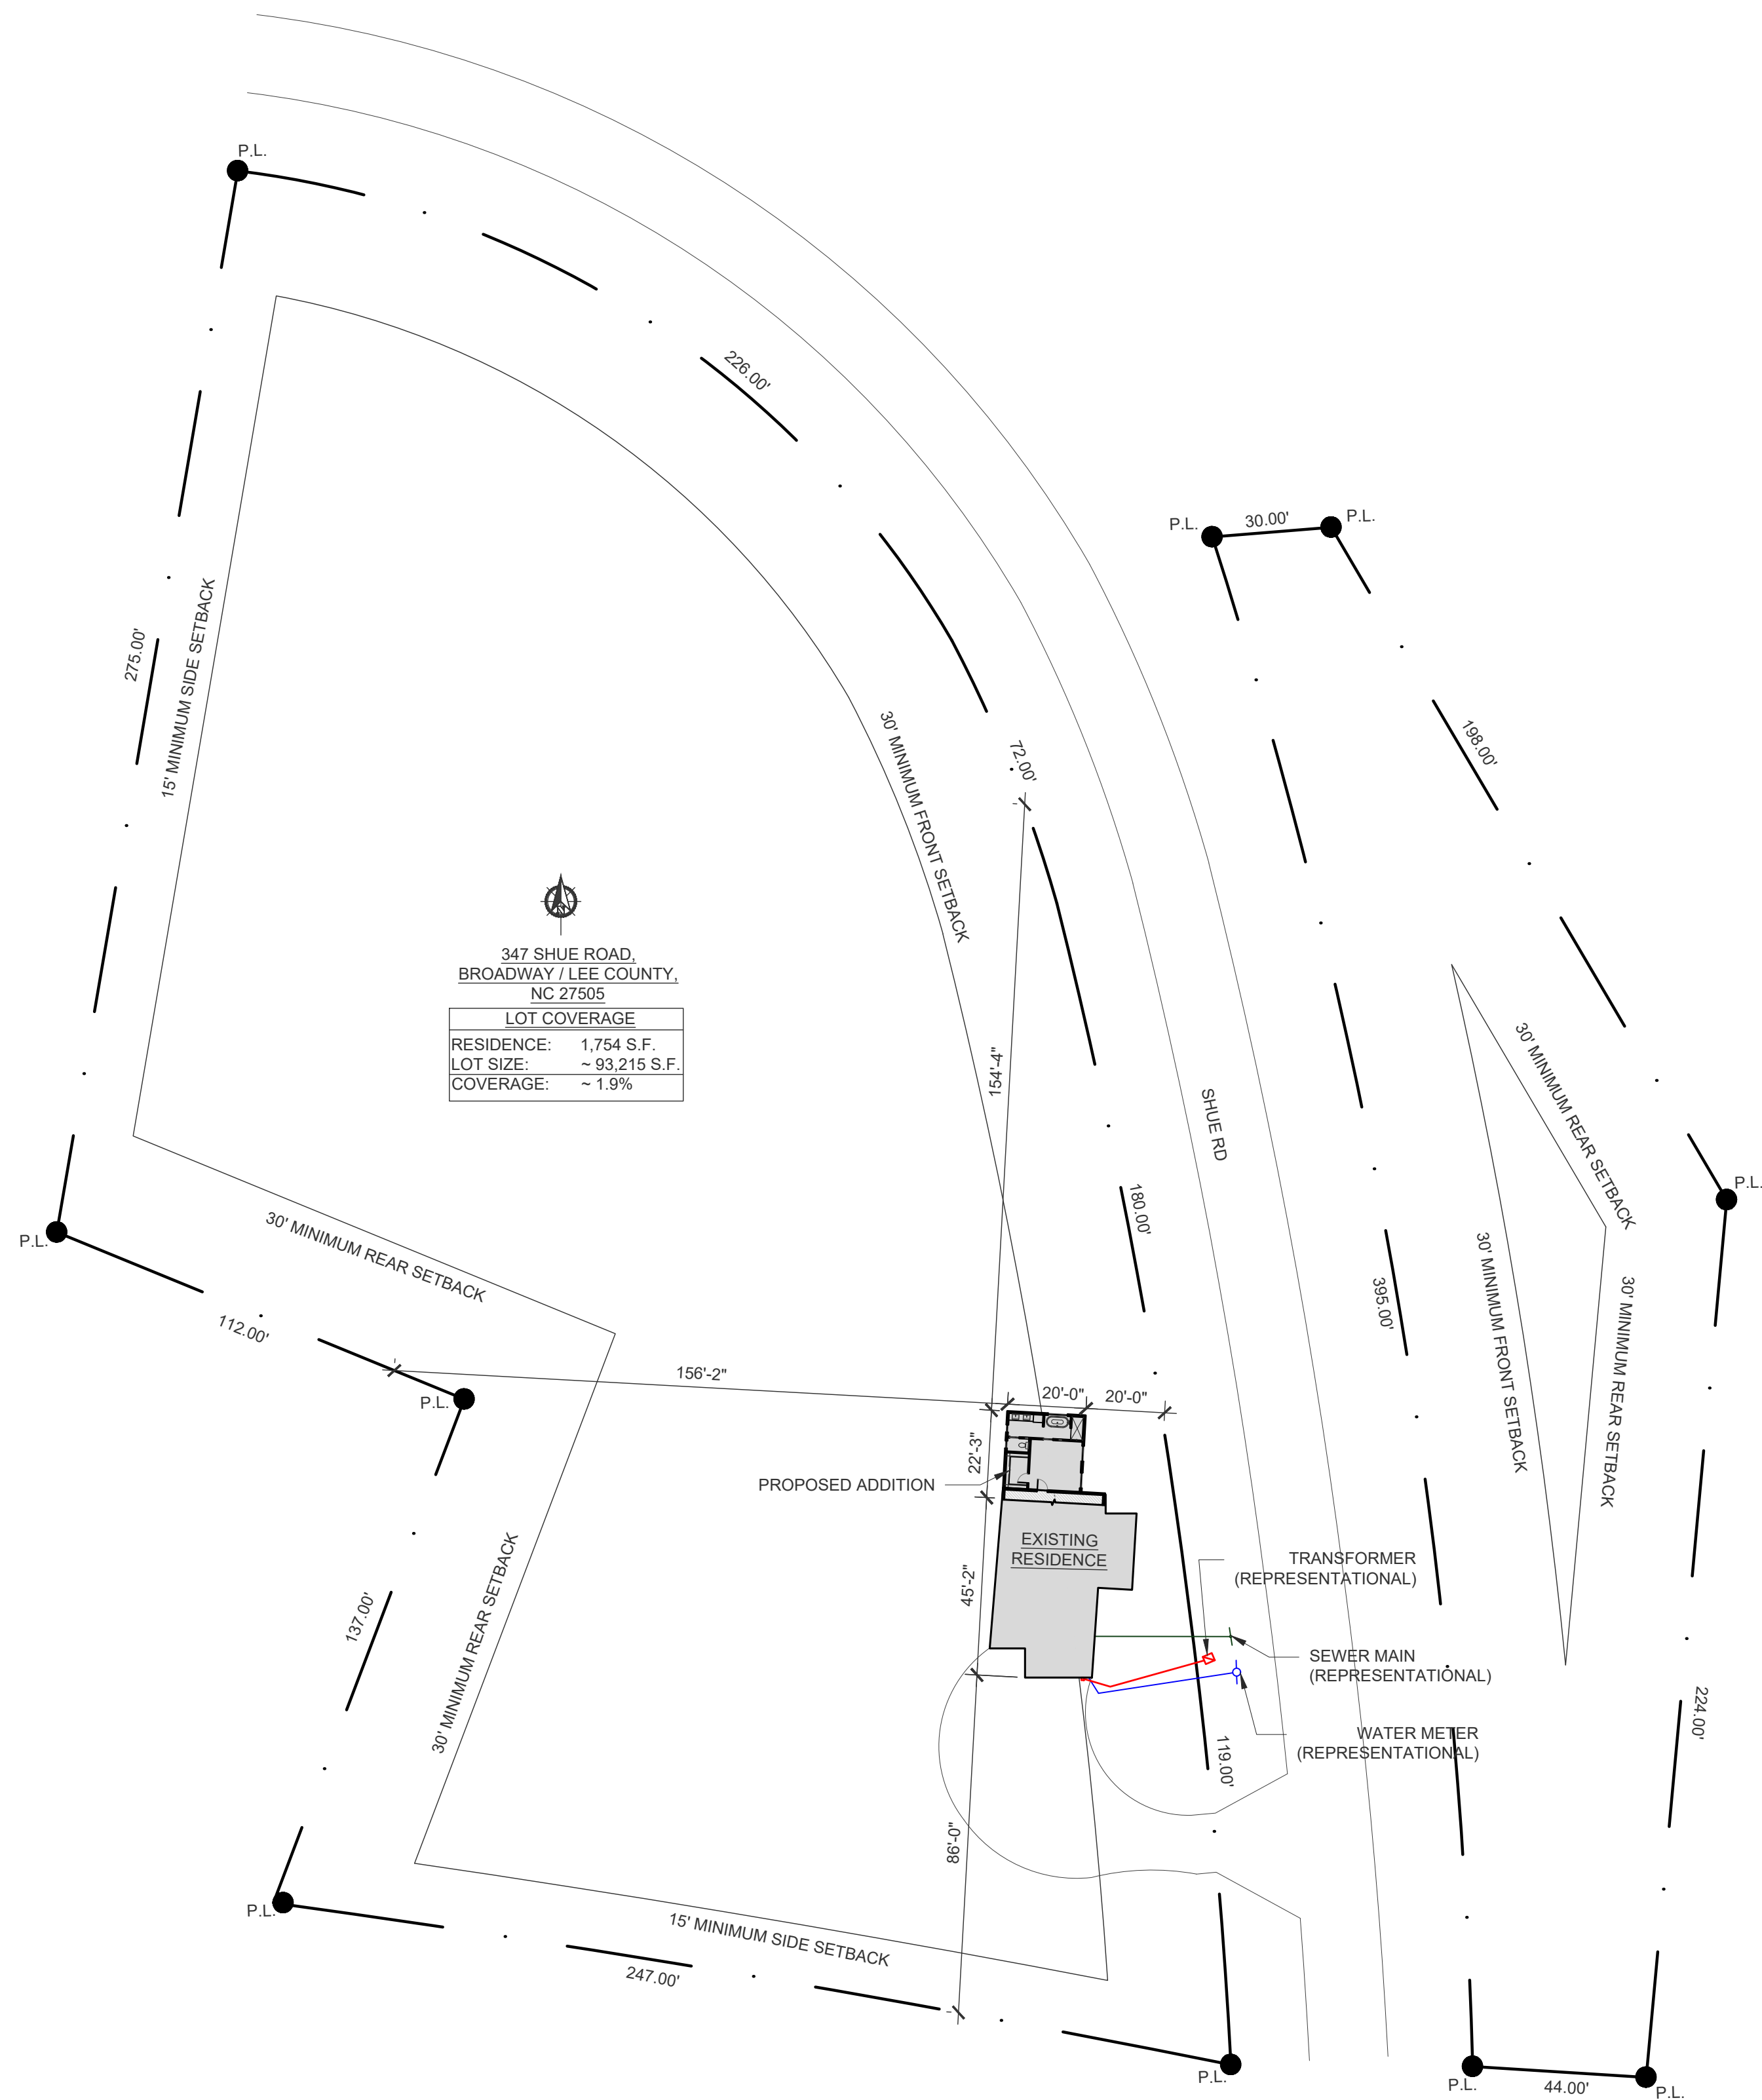 P.L.
226.00'
P.L.
30.00'
P.L.
275.00'
15' MINIMUM SIDE SETBACK
30' MINIMUM FRONT SETBACK
72.00'
198.00'
347 SHUE ROAD,
BROADWAY / LEE COUNTY,
NC 27505
LOT COVERAGE
RESIDENCE: 1,754 S.F.
LOT SIZE: ~ 93,215 S.F.
COVERAGE: ~ 1.9%
154'-4"
SHUE RD
30' MINIMUM REAR SETBACK
P.L.
P.L.
30' MINIMUM REAR SETBACK
112.00'
180.00'
395.00'
30' MINIMUM FRONT SETBACK
30' MINIMUM REAR SETBACK
156'-2"
20'-0"
20'-0"
P.L.
22'-3"
PROPOSED ADDITION
EXISTING
RESIDENCE
45'-2"
TRANSFORMER
(REPRESENTATIONAL)
137.00'
30' MINIMUM REAR SETBACK
SEWER MAIN
(REPRESENTATIONAL)
224.00'
WATER METER
(REPRESENTATIONAL)
119.00'
86'-0"
P.L.
15' MINIMUM SIDE SETBACK
247.00'
P.L.
P.L.
44.00'
P.L.